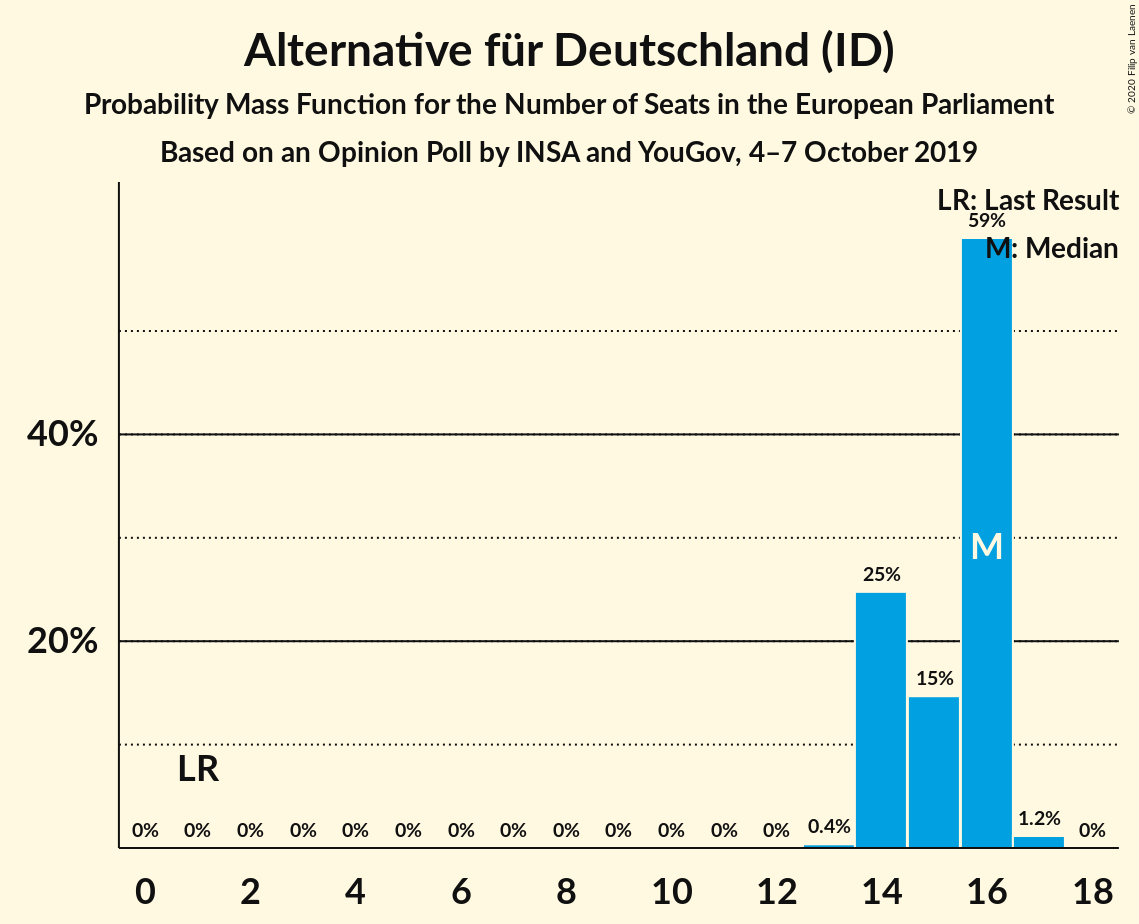 Alternative für Deutschland (ID)
Probability Mass Function for the Number of Seats in the European Parliament
Based on an Opinion Poll by INSA and YouGov, 4–7 October 2019
© 2020 Filip van Laenen
LR: Last Result
M: Median
59%
40%
M
25%
20%
15%
LR
0% 0% 0% 0% 0% 0% 0% 0% 0% 0% 0% 0% 0% 0.4% 1.2% 0%
0 2 4 6 8 10 12 14 16 18